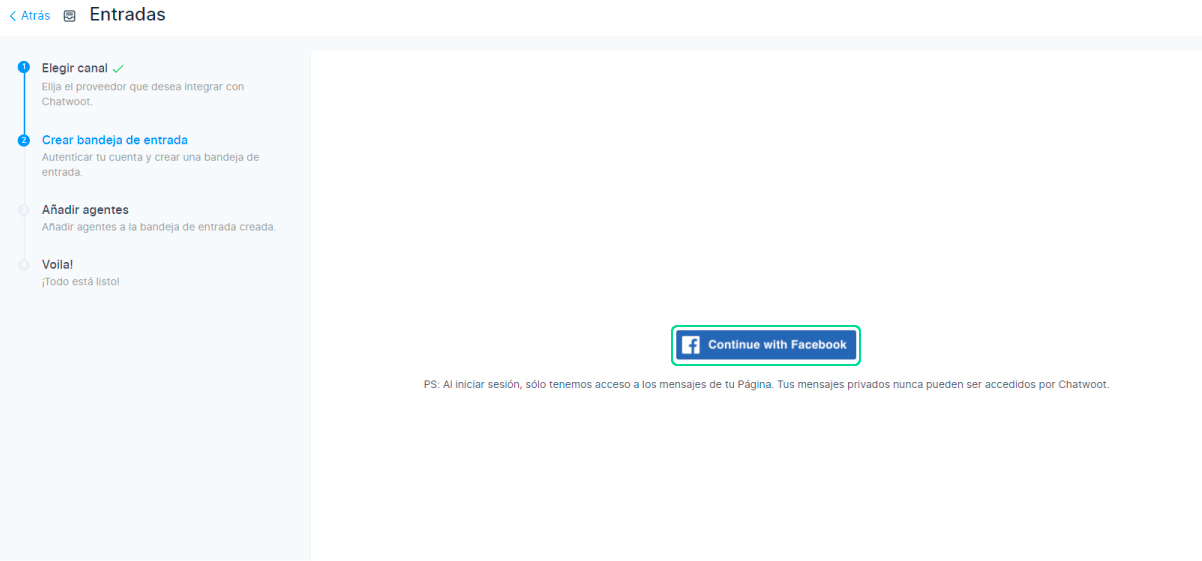 Atrás Entradas
1 Elegir canal
Elija el proveedor que desea integrar con
Chatwoot.
2 Crear bandeja de entrada
Autenticar tu cuenta y crear una bandeja de
entrada.
3 Añadir agentes
Añadir agentes a la bandeja de entrada creada.
4 Voila!
¡Todo está listo!
Continue with Facebook
PS: Al iniciar sesión, sólo tenemos acceso a los mensajes de tu Página. Tus mensajes privados nunca pueden ser accedidos por Chatwoot.